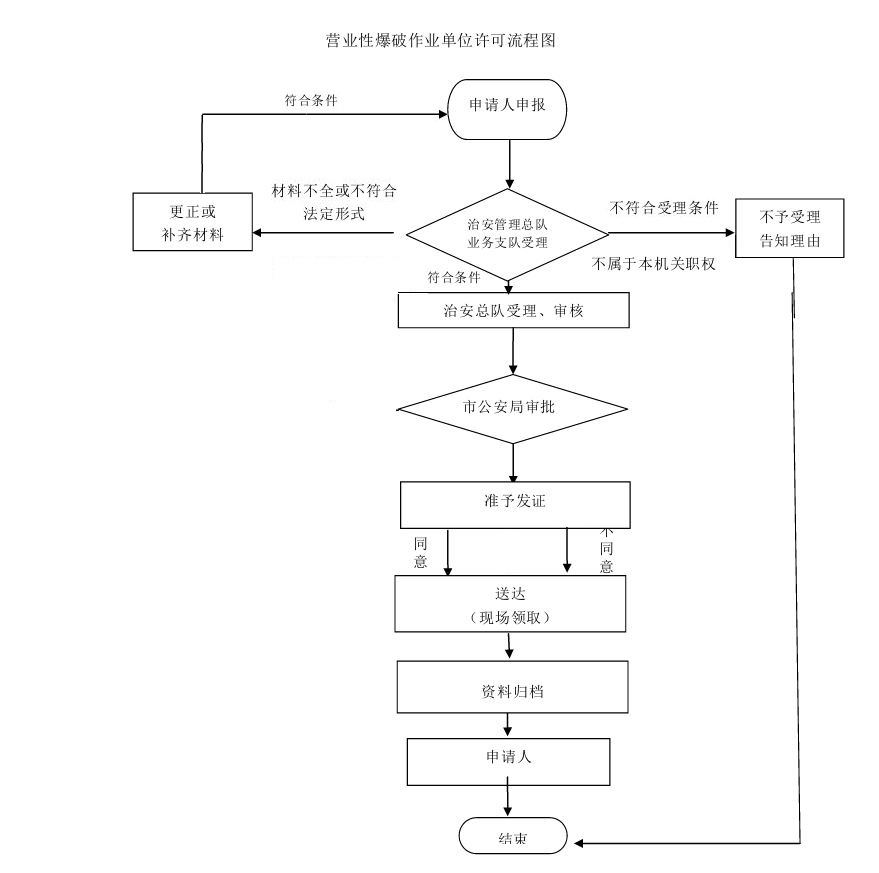 营业性爆破作业单位许可流程图
符合条件
申请人申报
材料不全或不符合
法定形式
更正或
补齐材料
治安管理总队
业务支队受理
不符合受理条件
不属于本机关职权
不予受理
告知理由
符合条件
治安总队受理、审核
市公安局审批
准予发证
同
意
不
同
意
送达
（现场领取）
资料归档
申请人
结束